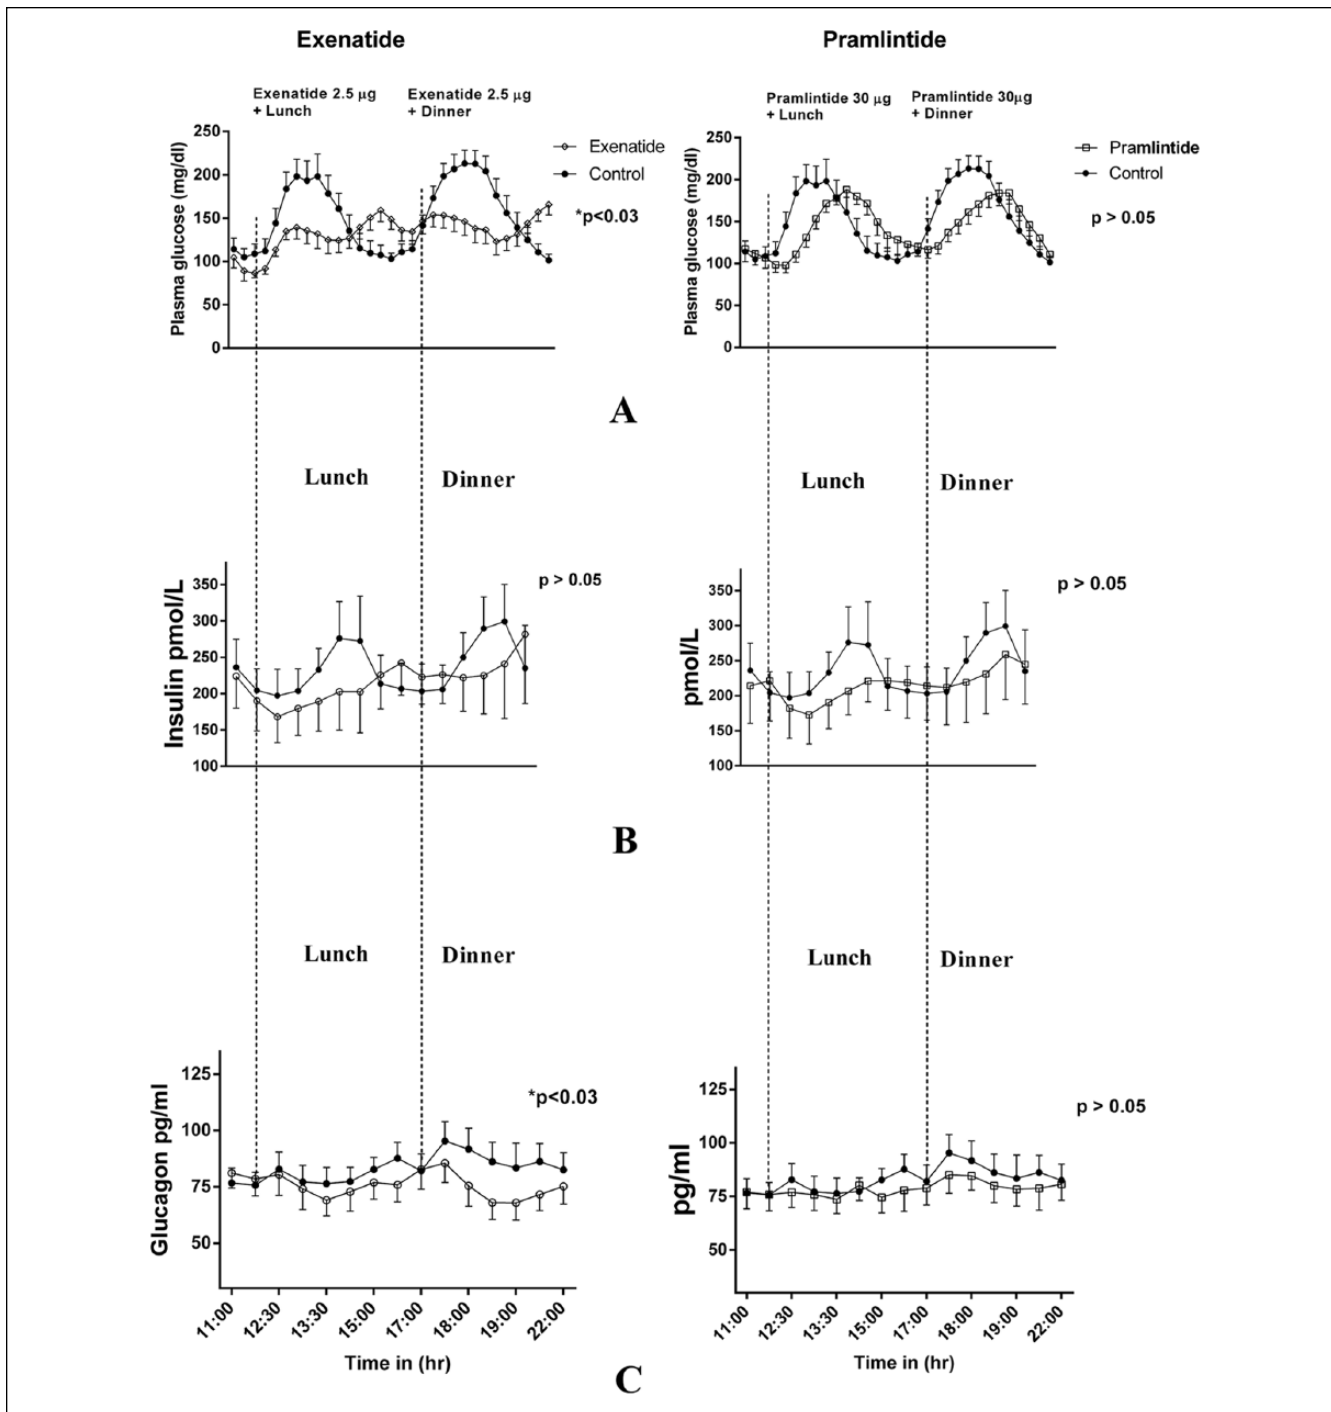 Exenatide
Pramlintide
Exenatide 2.5 µg
+ Lunch
Exenatide 2.5 µg
+ Dinner
Pramlintide 30 µg
+ Lunch
Pramlintide 30µg
+ Dinner
Plasma glucose (mg/dl)
250
200
150
100
50
0
Exenatide
Control
*p<0.03
Plasma glucose (mg/dl)
250
200
150
100
50
0
Pramlintide
Control
p > 0.05
A
Lunch
Dinner
Lunch
Dinner
Insulin pmol/L
350
300
250
200
150
100
p > 0.05
pmol/L
350
300
250
200
150
100
p > 0.05
B
Lunch
Dinner
Lunch
Dinner
Glucagon pg/ml
125
100
75
50
*p<0.03
11:00
12:30
13:30
15:00
17:00
18:00
19:00
22:00
Time in (hr)
pg/ml
125
100
75
50
p > 0.05
11:00
12:30
13:30
15:00
17:00
18:00
19:00
22:00
Time in (hr)
C